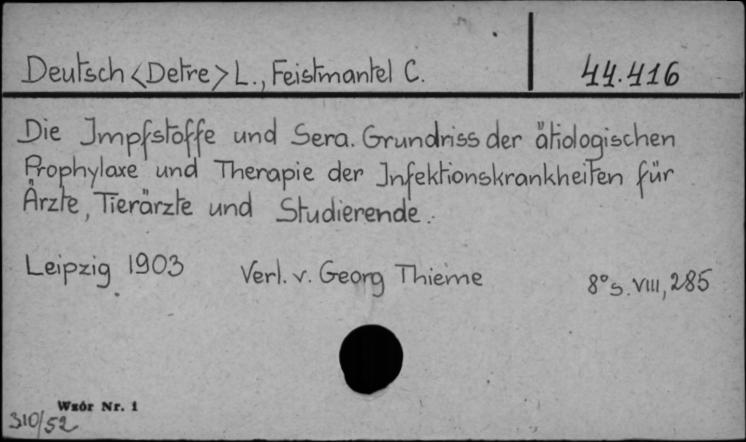 Deutsch <Detre> L., Feistmantel C.
44.416
Die Impfstoffe und Sera. Grundriss der ätiologischen
Prophylaxe und Therapie der Infektionskrankheiten für
Ärzte, Tierärzte und Studierende.
Leipzig 1903 Verl. v. Georg Thieme 8° s. VIII, 285
Wzór Nr. 1
310/52